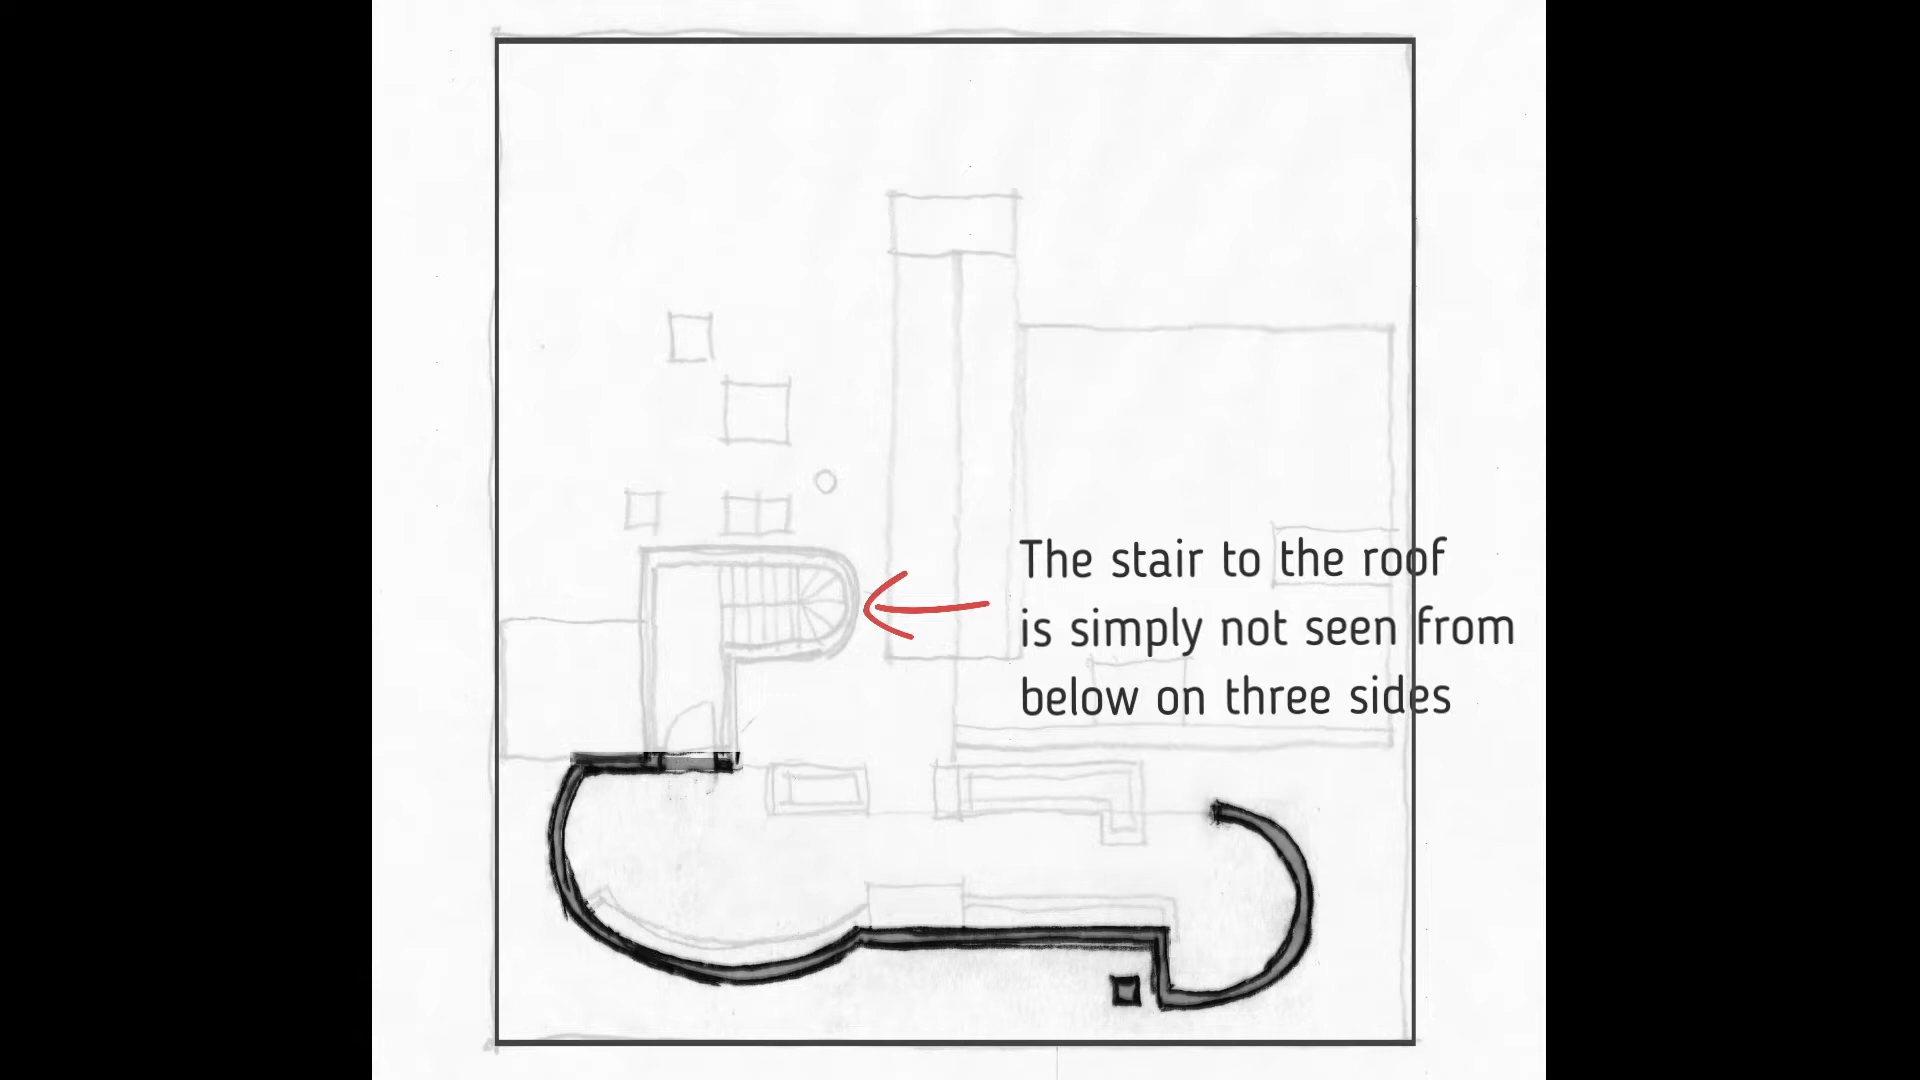 The stair to the roof
is simply not seen from
below on three sides